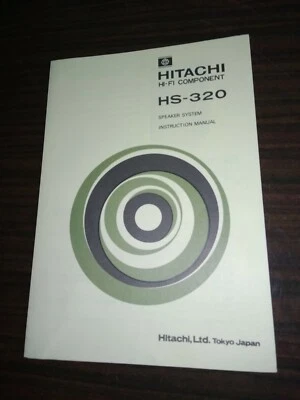 HITACHI
HI-FI COMPONENT
HS-320
SPEAKER SYSTEM
INSTRUCTION MANUAL
Hitachi, Ltd. Tokyo Japan